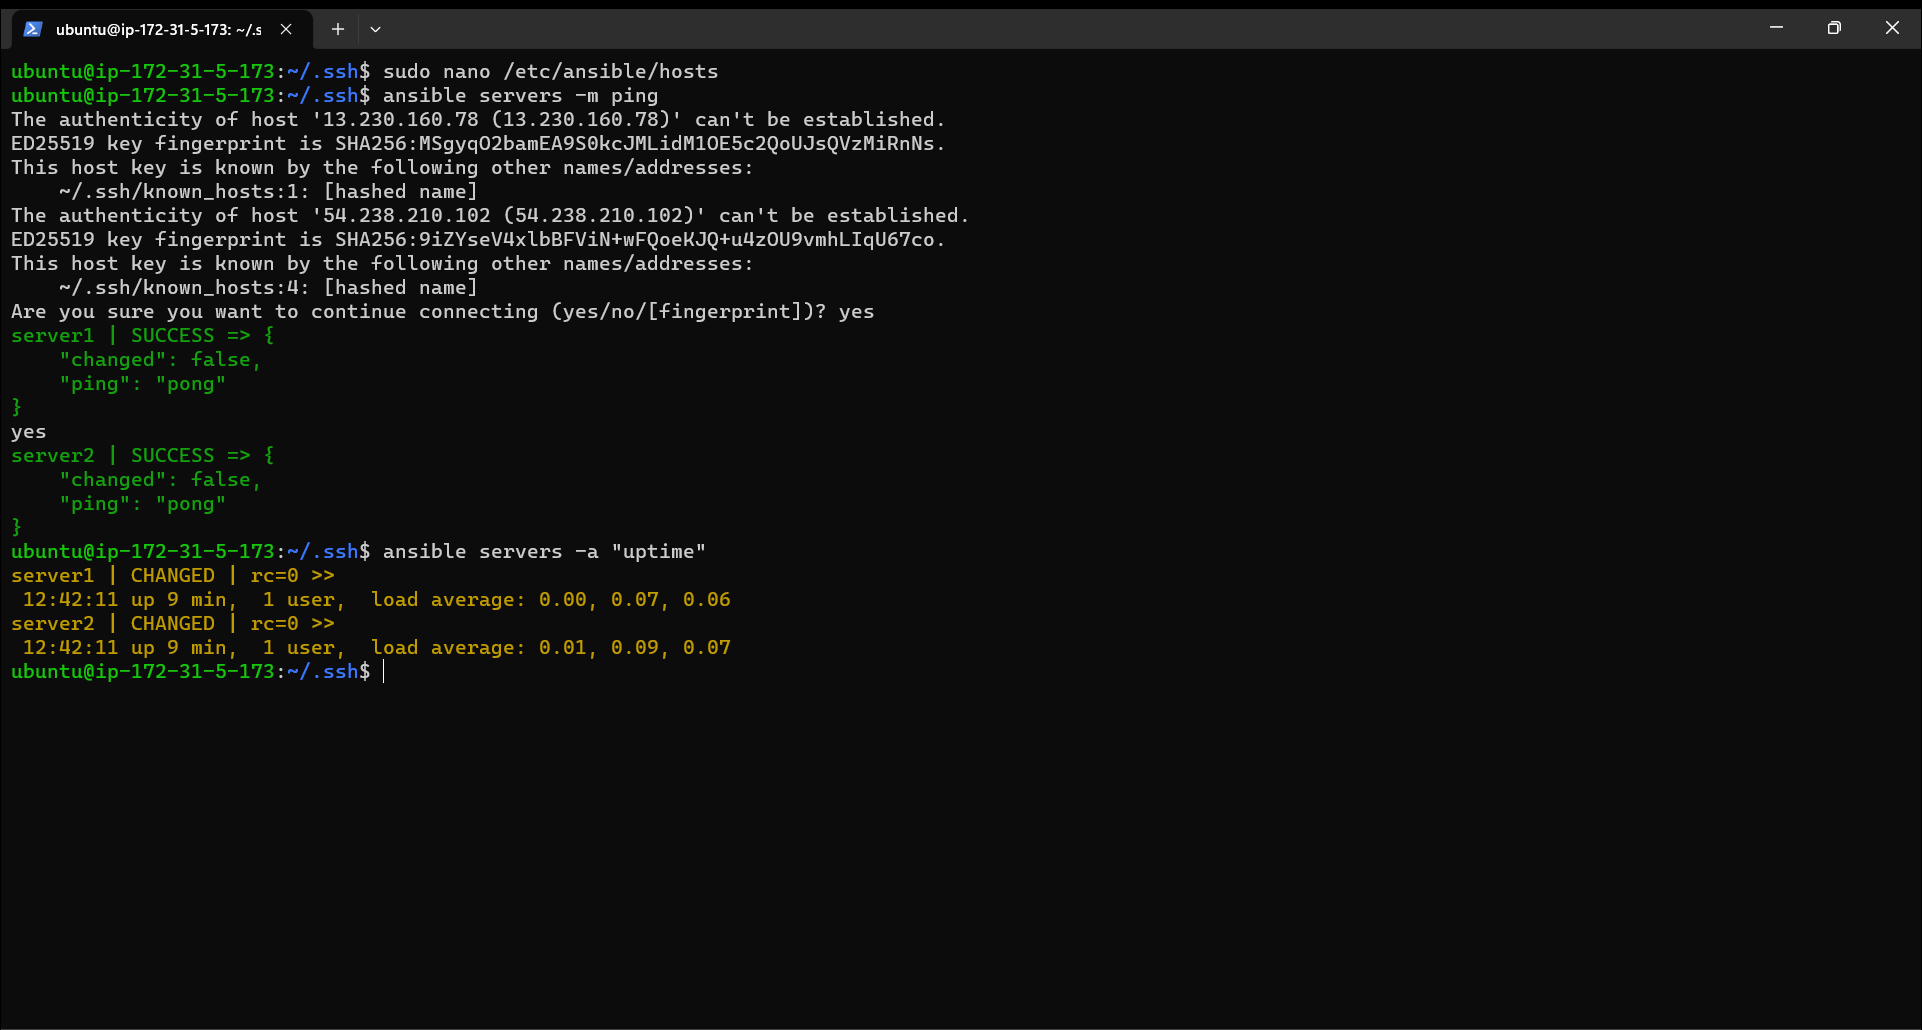 ubuntu@ip-172-31-5-173: ~/.s
ubuntu@ip-172-31-5-173:~/.ssh$ sudo nano /etc/ansible/hosts
ubuntu@ip-172-31-5-173:~/.ssh$ ansible servers -m ping
The authenticity of host '13.230.160.78 (13.230.160.78)' can't be established.
ED25519 key fingerprint is SHA256:MSgyqO2bamEA9S0kcJMLidM1OE5c2QoUJsQVzMiRnNs.
This host key is known by the following other names/addresses:
    ~/.ssh/known_hosts:1: [hashed name]
The authenticity of host '54.238.210.102 (54.238.210.102)' can't be established.
ED25519 key fingerprint is SHA256:9iZYseV4xlbBFViN+wFQoeKJQ+u4zOU9vmhLIqU67co.
This host key is known by the following other names/addresses:
    ~/.ssh/known_hosts:4: [hashed name]
Are you sure you want to continue connecting (yes/no/[fingerprint])? yes
server1 | SUCCESS => {
    "changed": false,
    "ping": "pong"
}
yes
server2 | SUCCESS => {
    "changed": false,
    "ping": "pong"
}
ubuntu@ip-172-31-5-173:~/.ssh$ ansible servers -a "uptime"
server1 | CHANGED | rc=0 >>
 12:42:11 up 9 min,  1 user,  load average: 0.00, 0.07, 0.06
server2 | CHANGED | rc=0 >>
 12:42:11 up 9 min,  1 user,  load average: 0.01, 0.09, 0.07
ubuntu@ip-172-31-5-173:~/.ssh$